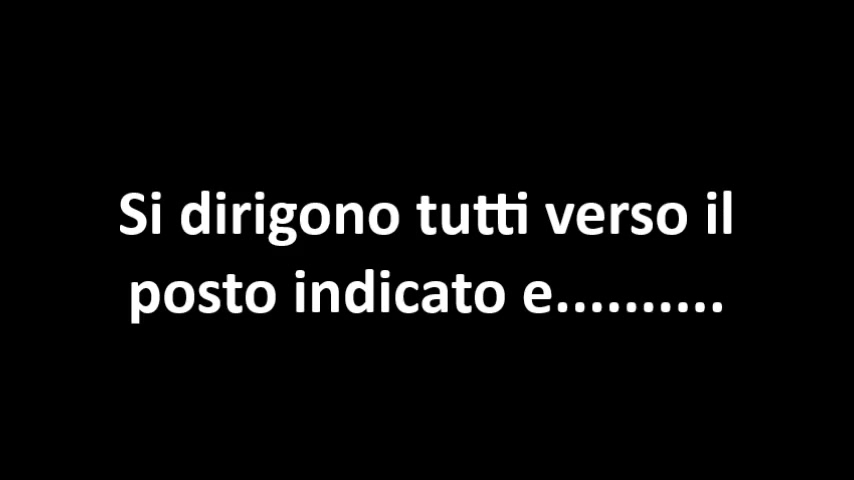 Si dirigono tutti verso il
posto indicato e..........